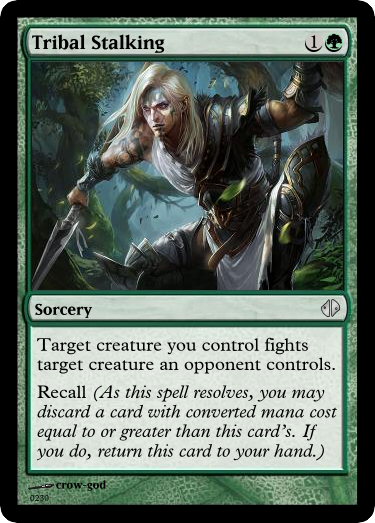 Tribal Stalking 1
Sorcery
Target creature you control fights
target creature an opponent controls.
Recall (As this spell resolves, you may
discard a card with converted mana cost
equal to or greater than this card's. If
you do, return this card to your hand.)
crow-god
0239